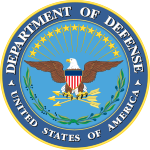 DEPARTMENT OF DEFENSE
UNITED STATES OF AMERICA